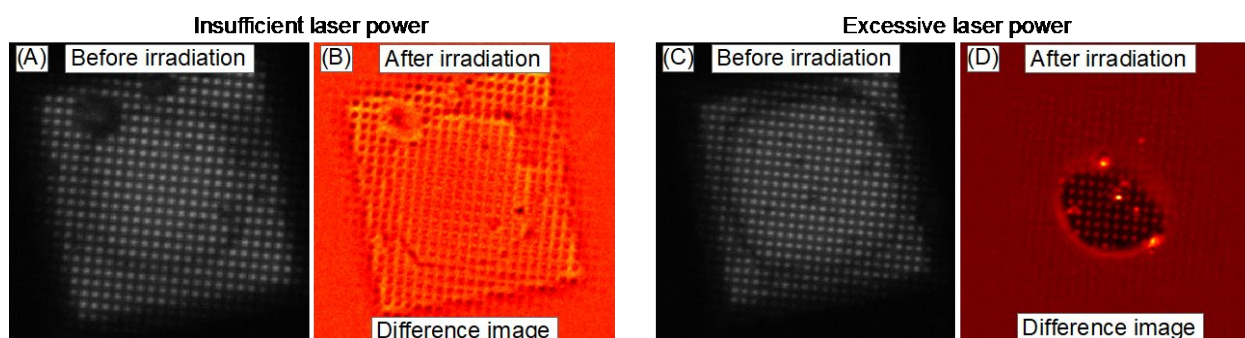 Insufficient laser power
Excessive laser power
(A) Before irradiation
(B) After irradiation
(C) Before irradiation
(D) After irradiation
Difference image
Difference image